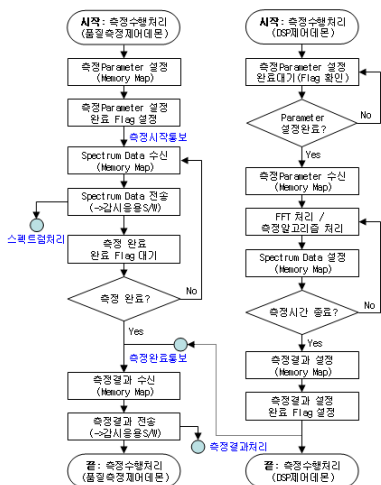 시작: 측정수행처리
(품질측정제어데몬)
측정Parameter 설정
(Memory Map)
측정Parameter 설정
완료 Flag 설정
측정시작통보
Spectrum Data 수신
(Memory Map)
Spectrum Data 전송
(->감시응용S/W)
스펙트럼처리
측정 완료
완료 Flag 대기
측정 완료?
No
Yes
측정완료통보
측정결과 수신
(Memory Map)
측정결과 전송
(->감시응용S/W)
측정결과처리
끝: 측정수행처리
(품질측정제어데몬)
시작: 측정수행처리
(DSP제어데몬)
측정Parameter 설정
완료대기(Flag 확인)
Parameter
설정완료?
No
Yes
측정Parameter 수신
(Memory Map)
FFT 처리 /
측정알고리즘 처리
Spectrum Data 설정
(Memory Map)
측정시간 종료?
No
Yes
측정결과 설정
(Memory Map)
측정결과 설정
완료 Flag 설정
끝: 측정수행처리
(DSP제어데몬)